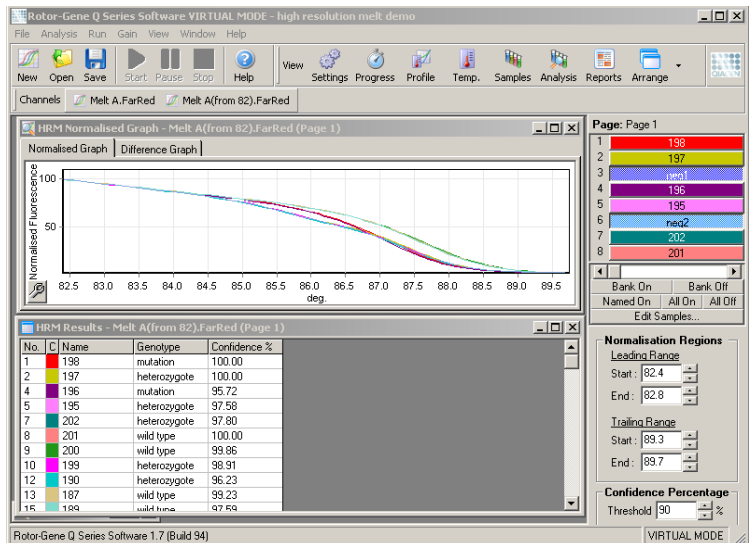 Rotor-Gene Q Series Software VIRTUAL MODE - high resolution melt demo
File Analysis Run Gain View Window Help
New Open Save Start Pause Stop Help View Settings Progress Profile Temp. Samples Analysis Reports Arrange
QIAGEN
Channels Melt A.FarRed Melt A(from 82).FarRed
HRM Normalised Graph - Melt A(from 82).FarRed (Page 1)
Normalised Graph Difference Graph
Normalised Fluorescence
100
50
82.5 83.0 83.5 84.0 84.5 85.0 85.5 86.0 86.5 87.0 87.5 88.0 88.5 89.0 89.5
deg.
HRM Results - Melt A(from 82).FarRed (Page 1)
No. C Name Genotype Confidence %
1 198 mutation 100.00
2 197 heterozygote 100.00
4 196 mutation 95.72
5 195 heterozygote 97.58
7 202 heterozygote 97.80
8 201 wild type 100.00
9 200 wild type 99.86
10 199 heterozygote 98.91
12 190 heterozygote 96.23
13 187 wild type 99.23
15 189 wild type 97.59
Page: Page 1
1 198
2 197
3 neg1
4 196
5 195
6 neg2
7 202
8 201
Bank On Bank Off
Named On All On All Off
Edit Samples...
Normalisation Regions
Leading Range
Start : 82.4
End : 82.8
Trailing Range
Start : 89.3
End : 89.7
Confidence Percentage
Threshold 90 %
Rotor-Gene Q Series Software 1.7 (Build 94)
VIRTUAL MODE